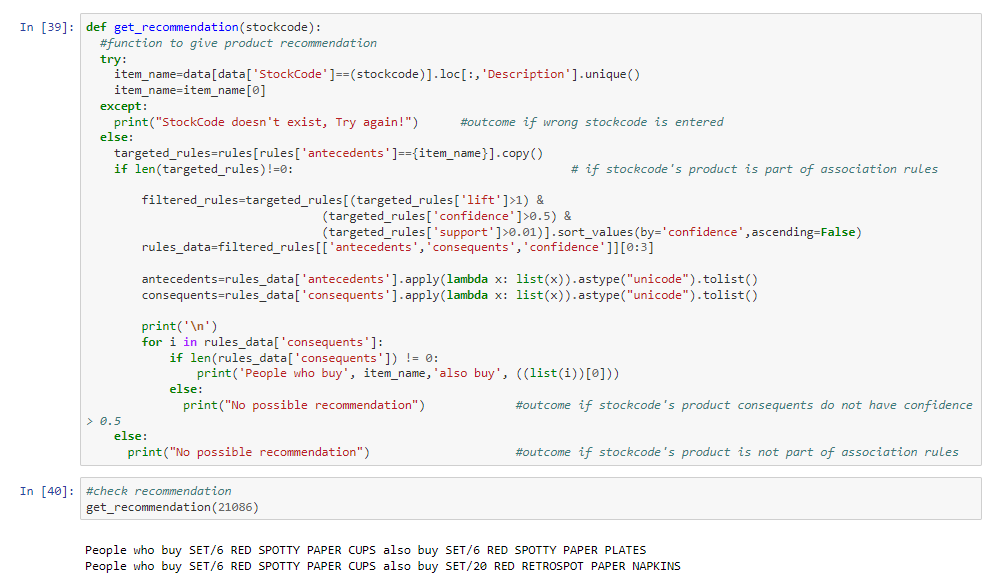 In [39]: def get_recommendation(stockcode):
  #function to give product recommendation
  try:
    item_name=data[data['StockCode']==(stockcode)].loc[:,'Description'].unique()
    item_name=item_name[0]
  except:
    print("StockCode doesn't exist, Try again!")      #outcome if wrong stockcode is entered
  else:
    targeted_rules=rules[rules['antecedents']=={item_name}].copy()
    if len(targeted_rules)!=0:                                        # if stockcode's product is part of association rules
        filtered_rules=targeted_rules[(targeted_rules['lift']>1) &
                                  (targeted_rules['confidence']>0.5) &
                                  (targeted_rules['support']>0.01)].sort_values(by='confidence',ascending=False)
        rules_data=filtered_rules[['antecedents','consequents','confidence']][0:3]
        antecedents=rules_data['antecedents'].apply(lambda x: list(x)).astype("unicode").tolist()
        consequents=rules_data['consequents'].apply(lambda x: list(x)).astype("unicode").tolist()
        print('\n')
        for i in rules_data['consequents']:
            if len(rules_data['consequents']) != 0:
                print('People who buy', item_name,'also buy', ((list(i))[0]))
            else:
              print("No possible recommendation")             #outcome if stockcode's product consequents do not have confidence
> 0.5
    else:
      print("No possible recommendation")                     #outcome if stockcode's product is not part of association rules
In [40]: #check recommendation
get_recommendation(21086)
People who buy SET/6 RED SPOTTY PAPER CUPS also buy SET/6 RED SPOTTY PAPER PLATES
People who buy SET/6 RED SPOTTY PAPER CUPS also buy SET/20 RED RETROSPOT PAPER NAPKINS